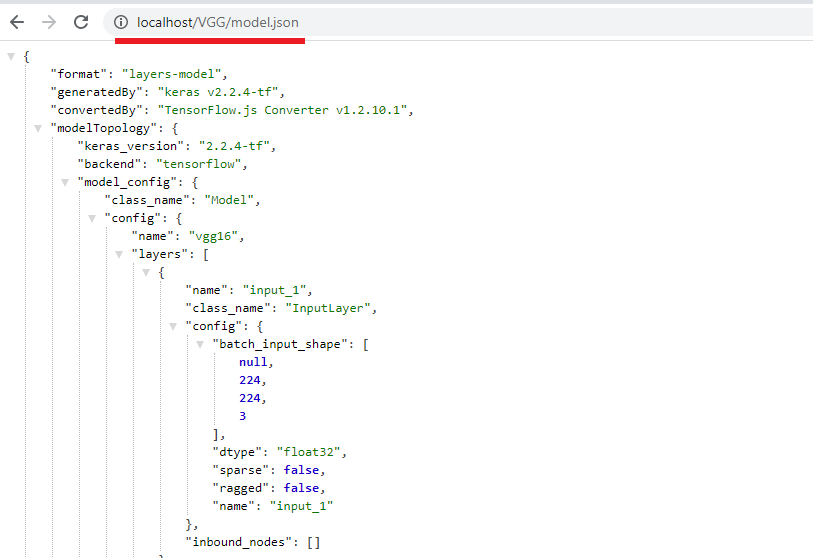 localhost/VGG/model.json
{
"format": "layers-model",
"generatedBy": "keras v2.2.4-tf",
"convertedBy": "TensorFlow.js Converter v1.2.10.1",
"modelTopology": {
"keras_version": "2.2.4-tf",
"backend": "tensorflow",
"model_config": {
"class_name": "Model",
"config": {
"name": "vgg16",
"layers": [
{
"name": "input_1",
"class_name": "InputLayer",
"config": {
"batch_input_shape": [
null,
224,
224,
3
],
"dtype": "float32",
"sparse": false,
"ragged": false,
"name": "input_1"
},
"inbound_nodes": []